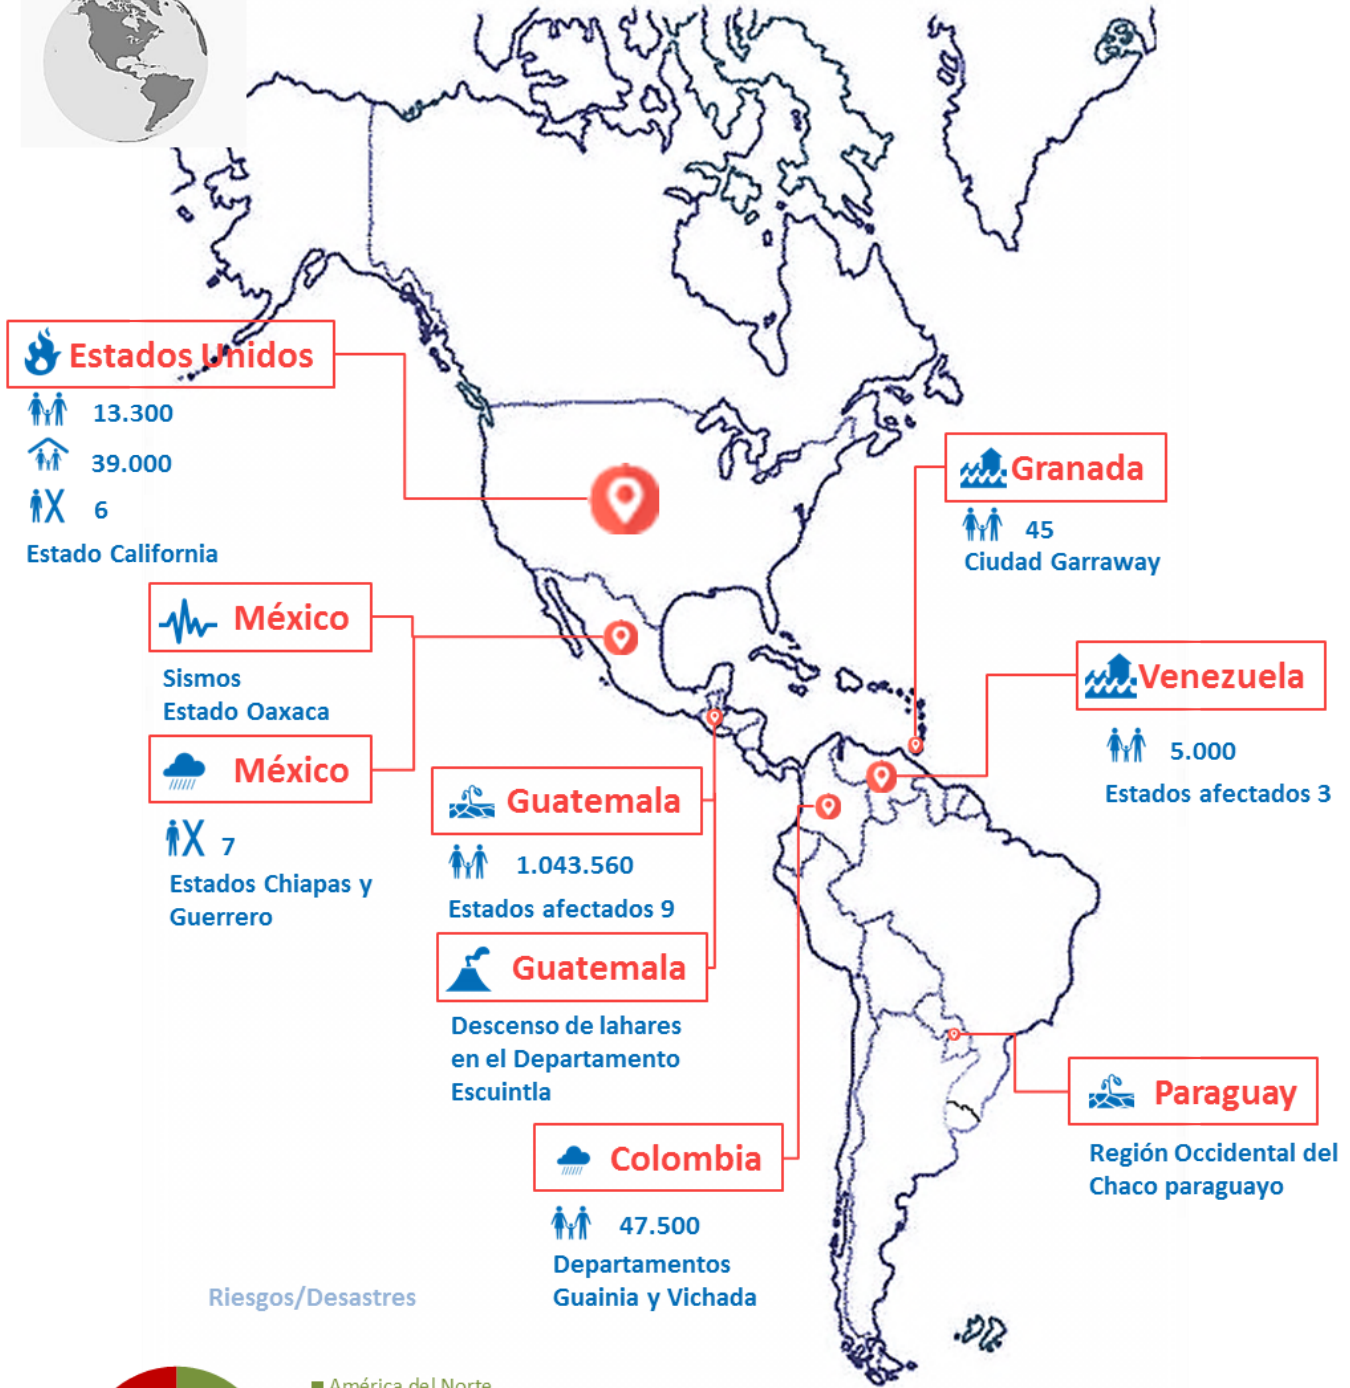 Estados Unidos
13.300
39.000
6
Estado California
México
Sismos
Estado Oaxaca
México
7
Estados Chiapas y
Guerrero
Guatemala
1.043.560
Estados afectados 9
Guatemala
Descenso de lahares
en el Departamento
Escuintla
Colombia
47.500
Departamentos
Guainia y Vichada
Granada
45
Ciudad Garraway
Venezuela
5.000
Estados afectados 3
Paraguay
Región Occidental del
Chaco paraguayo
Riesgos/Desastres
América del Norte